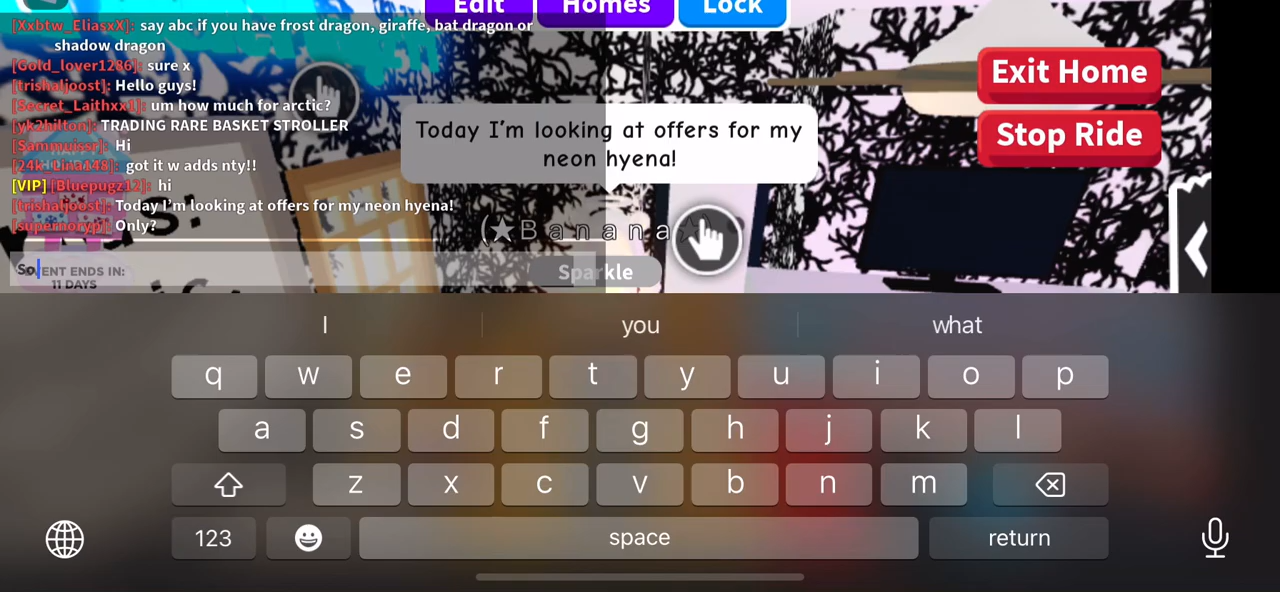 Edit Homes Lock
[Xxbtw_EliasxX]: say abc if you have frost dragon, giraffe, bat dragon or
shadow dragon
[Gold_lover1286]: sure x
[trishaljoost]: Hello guys!
[Secret_Laithxx1]: um how much for arctic?
[yk2hilton]: TRADING RARE BASKET STROLLER
[Sammuissr]: Hi
[24k_Lina148]: got it w adds nty!!
[VIP] [Bluepugz12]: hi
[trishaljoost]: Today I'm looking at offers for my neon hyena!
[supernoryp]: Only?
Exit Home
Stop Ride
Today I'm looking at offers for my
neon hyena!
(★Banana
Sparkle
So
ENT ENDS IN:
11 DAYS
I you what
q w e r t y u i o p
a s d f g h j k l
z x c v b n m
123 space return